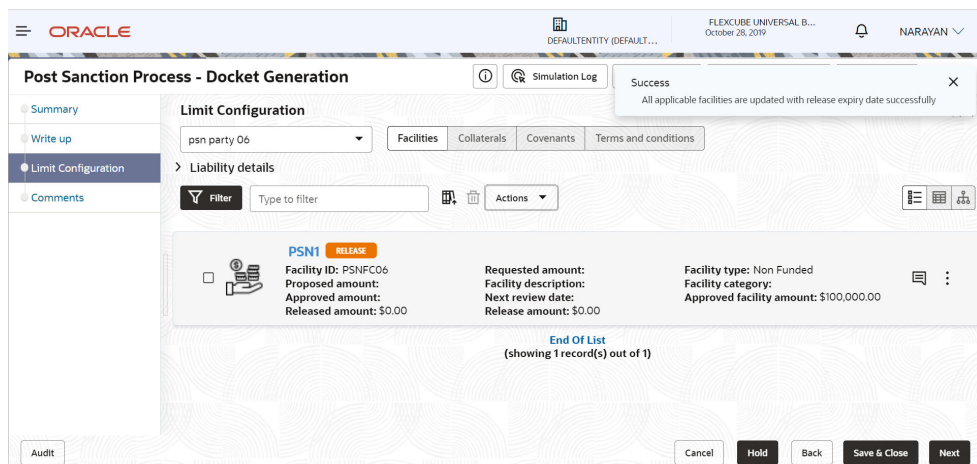 ORACLE
DEFAULTENTITY (DEFAULT...
FLEXCUBE UNIVERSAL B...
October 28, 2019
NARAYAN
Post Sanction Process - Docket Generation
Simulation Log
Success
All applicable facilities are updated with release expiry date successfully
Summary
Write up
Limit Configuration
Comments
Limit Configuration
psn party 06
Facilities
Collaterals
Covenants
Terms and conditions
Liability details
Filter
Type to filter
Actions
PSN1 RELEASE
Facility ID: PSNFC06
Proposed amount:
Approved amount:
Released amount: $0.00
Requested amount:
Facility description:
Next review date:
Release amount: $0.00
Facility type: Non Funded
Facility category:
Approved facility amount: $100,000.00
End Of List
(showing 1 record(s) out of 1)
Audit
Cancel
Hold
Back
Save & Close
Next